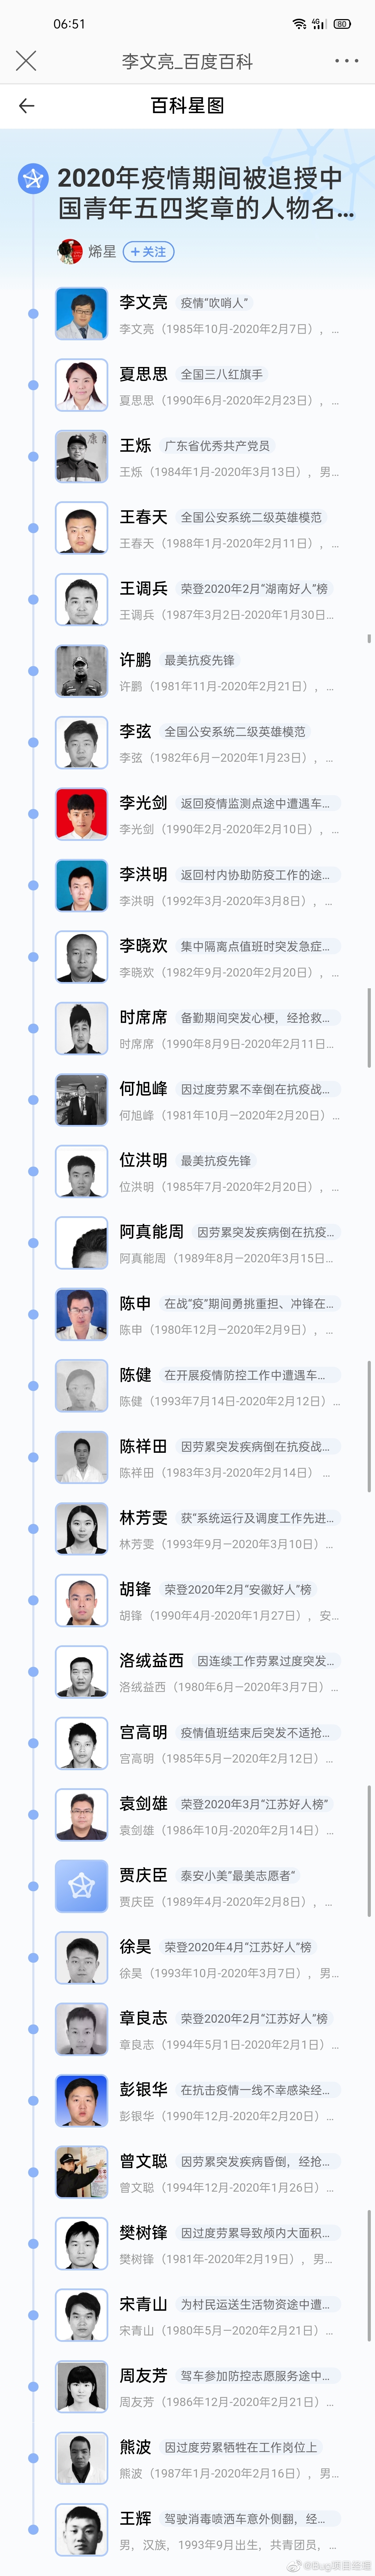 06:51
4G
80
李文亮_百度百科
百科星图
2020年疫情期间被追授中
国青年五四奖章的人物名...
烯星
+关注
李文亮 疫情“吹哨人”
李文亮（1985年10月-2020年2月7日），...
夏思思 全国三八红旗手
夏思思（1990年6月-2020年2月23日），...
王烁 广东省优秀共产党员
王烁（1984年1月-2020年3月13日），男...
王春天 全国公安系统二级英雄模范
王春天（1988年1月-2020年2月11日），...
王调兵 荣登2020年2月“湖南好人”榜
王调兵（1987年3月2日-2020年1月30日...
许鹏 最美抗疫先锋
许鹏（1981年11月-2020年2月21日），...
李弦 全国公安系统二级英雄模范
李弦（1982年6月—2020年1月23日），...
李光剑 返回疫情监测点途中遭遇车...
李光剑（1990年2月-2020年2月10日），...
李洪明 返回村内协助防疫工作的途...
李洪明（1992年3月-2020年3月8日），...
李晓欢 集中隔离点值班时突发急症...
李晓欢（1982年9月-2020年2月20日），...
时席席 备勤期间突发心梗，经抢救...
时席席（1990年8月9日-2020年2月11日...
何旭峰 因过度劳累不幸倒在抗疫战...
何旭峰（1981年10月—2020年2月20日）...
位洪明 最美抗疫先锋
位洪明（1985年7月-2020年2月20日），...
阿真能周 因劳累突发疾病倒在抗疫...
阿真能周（1989年8月—2020年3月15日...
陈申 在战“疫”期间勇挑重担、冲锋在...
陈申（1980年12月—2020年2月9日），...
陈健 在开展疫情防控工作中遭遇车...
陈健（1993年7月14日-2020年2月12日）...
陈祥田 因劳累突发疾病倒在抗疫战...
陈祥田（1983年3月-2020年2月14日） ...
林芳雯 获“系统运行及调度工作先进...
林芳雯（1993年9月—2020年3月10日）...
胡锋 荣登2020年2月“安徽好人”榜
胡锋（1990年4月-2020年1月27日），安...
洛绒益西 因连续工作劳累过度突发...
洛绒益西（1980年6月—2020年3月7日）...
宫高明 疫情值班结束后突发不适抢...
宫高明（1985年5月—2020年2月12日）...
袁剑雄 荣登2020年3月“江苏好人榜”
袁剑雄（1986年10月-2020年2月14日）...
贾庆臣 泰安小美“最美志愿者”
贾庆臣（1989年4月-2020年2月8日），...
徐昊 荣登2020年4月“江苏好人”榜
徐昊（1993年10月-2020年3月7日），男...
章良志 荣登2020年2月“江苏好人”榜
章良志（1994年5月1日-2020年2月1日）...
彭银华 在抗击疫情一线不幸感染经...
彭银华（1990年12月-2020年2月20日）...
曾文聪 因劳累突发疾病昏倒，经抢...
曾文聪（1994年12月-2020年1月26日）...
樊树锋 因过度劳累导致颅内大面积...
樊树锋（1981年-2020年2月19日），男...
宋青山 为村民运送生活物资途中遭...
宋青山（1980年5月—2020年2月21日）...
周友芳 驾车参加防控志愿服务途中...
周友芳（1986年12月-2020年2月21日）...
熊波 因过度劳累牺牲在工作岗位上
熊波（1987年1月-2020年2月16日），男...
王辉 驾驶消毒喷洒车意外侧翻，经...
男，汉族，1993年9月出生，共青团员，...